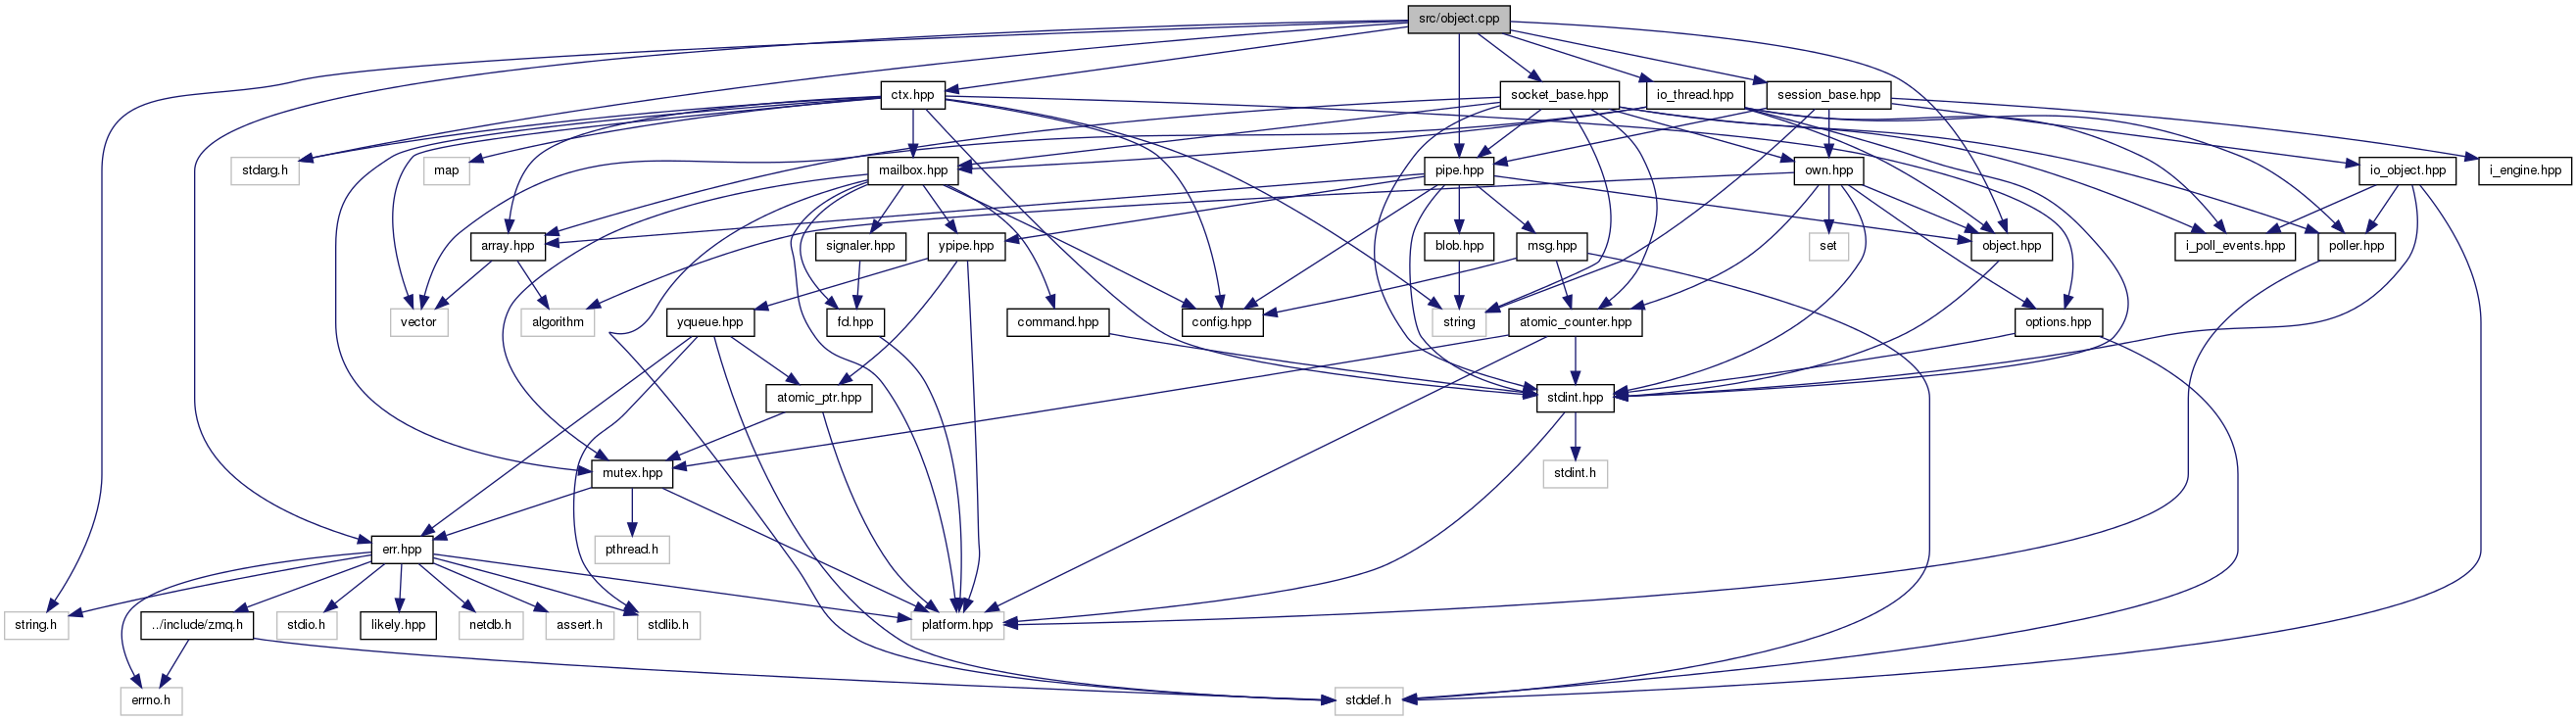 src/object.cpp
ctx.hpp
socket_base.hpp
io_thread.hpp
session_base.hpp
stdarg.h
map
mailbox.hpp
pipe.hpp
own.hpp
io_object.hpp
i_engine.hpp
array.hpp
signaler.hpp
ypipe.hpp
blob.hpp
msg.hpp
set
object.hpp
i_poll_events.hpp
poller.hpp
vector
algorithm
yqueue.hpp
fd.hpp
command.hpp
config.hpp
string
atomic_counter.hpp
options.hpp
atomic_ptr.hpp
stdint.hpp
mutex.hpp
stdint.h
err.hpp
pthread.h
string.h
../include/zmq.h
stdio.h
likely.hpp
netdb.h
assert.h
stdlib.h
platform.hpp
errno.h
stddef.h